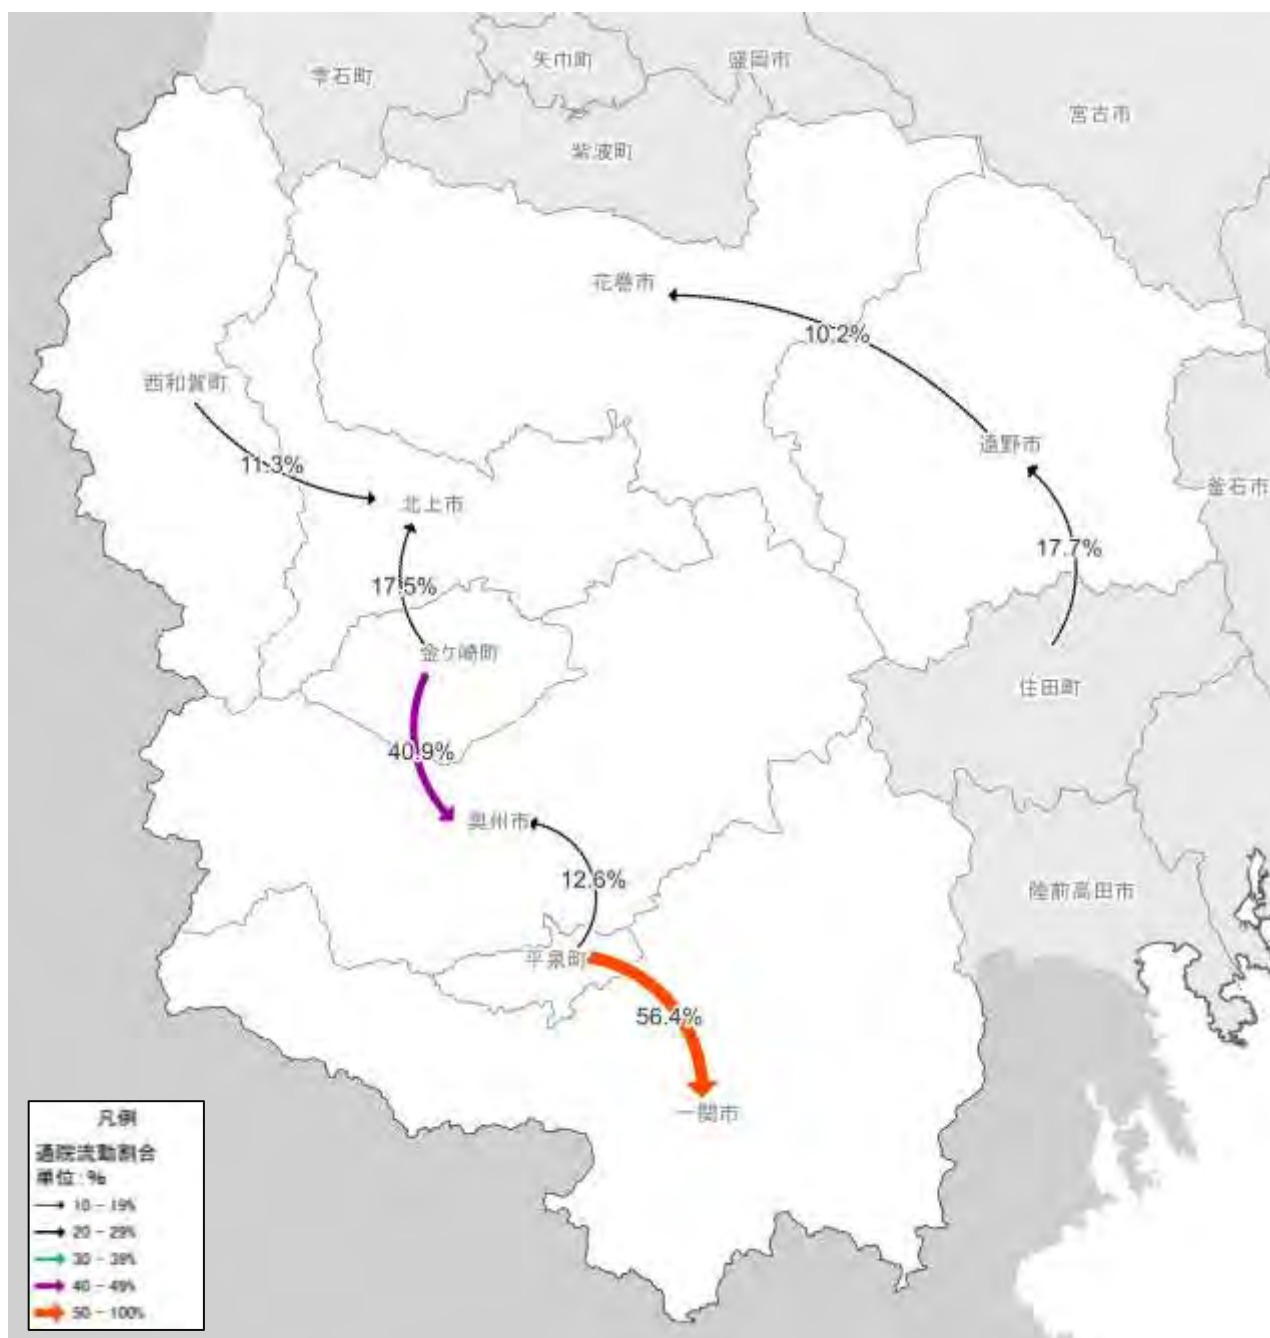 矢巾町
盛岡市
雫石町
宮古市
紫波町
花巻市
10.2%
西和賀町
遠野市
11.3%
釜石市
北上市
17.7%
17.5%
金ケ崎町
住田町
40.9%
奥州市
12.6%
陸前高田市
平泉町
56.4%
一関市
凡例
通院流動割合
単位：%
10 - 19%
20 - 29%
30 - 39%
40 - 49%
50 - 100%